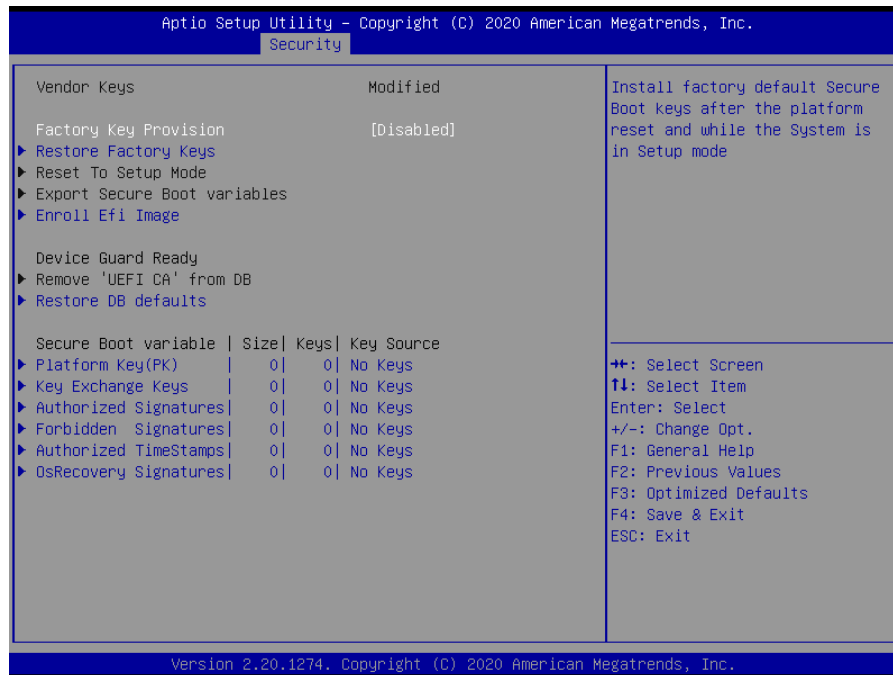 Aptio Setup Utility – Copyright (C) 2020 American Megatrends, Inc.
Security
Vendor Keys Modified
Factory Key Provision [Disabled]
Restore Factory Keys
Reset To Setup Mode
Export Secure Boot variables
Enroll Efi Image
Device Guard Ready
Remove 'UEFI CA' from DB
Restore DB defaults
Secure Boot variable | Size| Keys| Key Source
Platform Key(PK) | 0| 0| No Keys
Key Exchange Keys | 0| 0| No Keys
Authorized Signatures| 0| 0| No Keys
Forbidden Signatures| 0| 0| No Keys
Authorized TimeStamps| 0| 0| No Keys
OsRecovery Signatures| 0| 0| No Keys
Install factory default Secure
Boot keys after the platform
reset and while the System is
in Setup mode
→←: Select Screen
↑↓: Select Item
Enter: Select
+/-: Change Opt.
F1: General Help
F2: Previous Values
F3: Optimized Defaults
F4: Save & Exit
ESC: Exit
Version 2.20.1274. Copyright (C) 2020 American Megatrends, Inc.